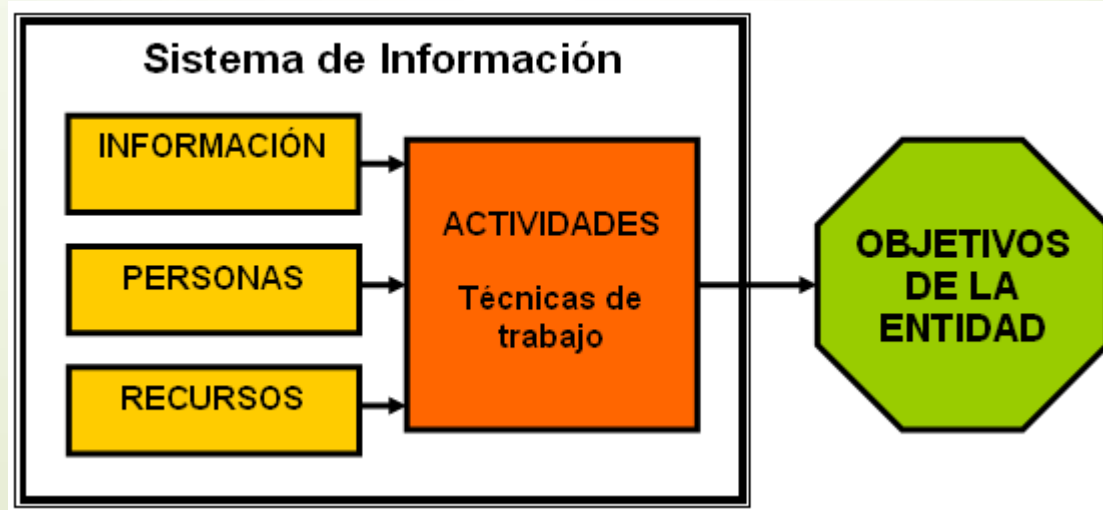 Sistema de Información
INFORMACIÓN
PERSONAS
RECURSOS
ACTIVIDADES
Técnicas de
trabajo
OBJETIVOS
DE LA
ENTIDAD